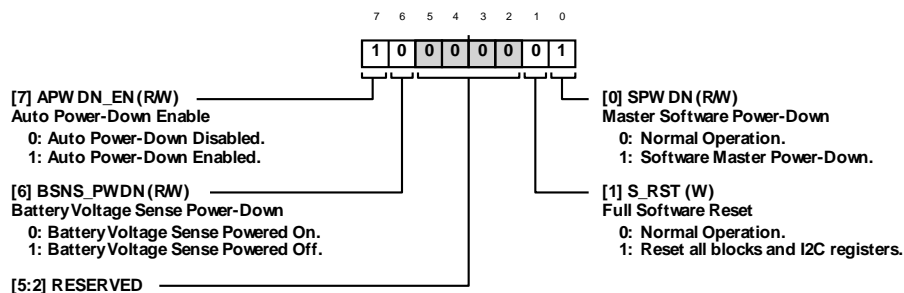 7 6 5 4 3 2 1 0
1 0 0 0 0 0 0 1
[7] APWDN_EN (R/W)
Auto Power-Down Enable
0: Auto Power-Down Disabled.
1: Auto Power-Down Enabled.
[6] BSNS_PWDN (R/W)
Battery Voltage Sense Power-Down
0: Battery Voltage Sense Powered On.
1: Battery Voltage Sense Powered Off.
[5:2] RESERVED
[0] SPWDN (R/W)
Master Software Power-Down
0: Normal Operation.
1: Software Master Power-Down.
[1] S_RST (W)
Full Software Reset
0: Normal Operation.
1: Reset all blocks and I2C registers.